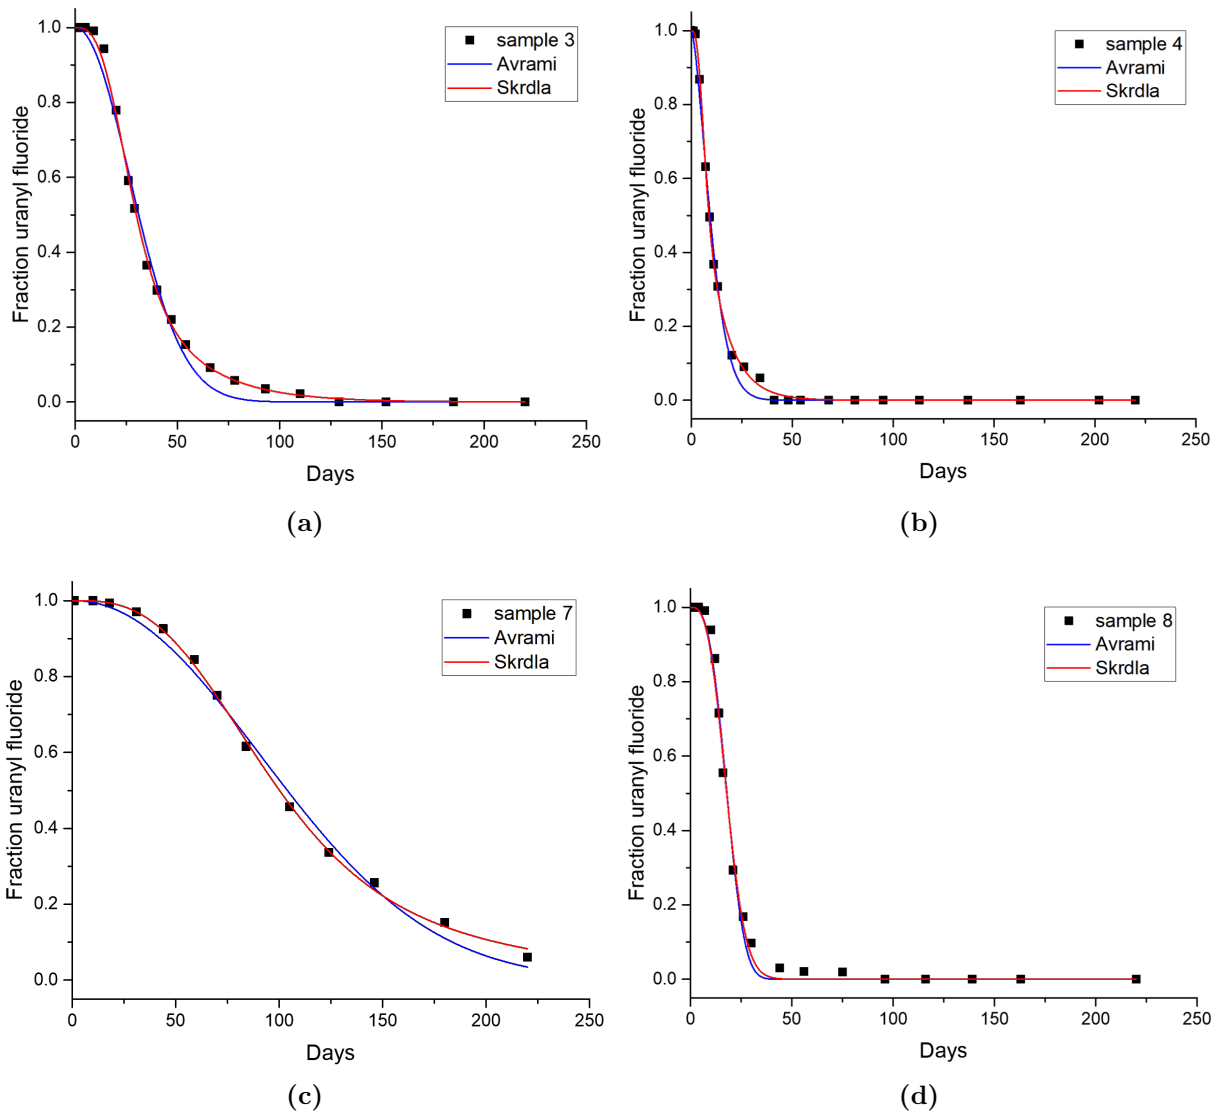 sample 3
Avrami
Skrdla
1.0
0.8
0.6
0.4
0.2
0.0
Fraction uranyl fluoride
0 50 100 150 200 250
Days
(a)
sample 4
Avrami
Skrdla
1.0
0.8
0.6
0.4
0.2
0.0
Fraction uranyl fluoride
0 50 100 150 200 250
Days
(b)
sample 7
Avrami
Skrdla
1.0
0.8
0.6
0.4
0.2
0.0
Fraction uranyl fluoride
0 50 100 150 200 250
Days
(c)
sample 8
Avrami
Skrdla
1.0
0.8
0.6
0.4
0.2
0.0
Fraction uranyl fluoride
0 50 100 150 200 250
Days
(d)